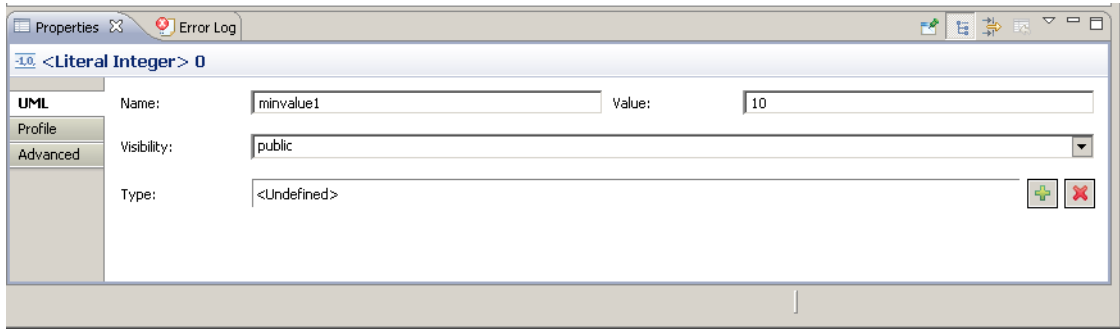 Properties Error Log
-1,0, <Literal Integer> 0
UML
Name: minvalue1 Value: 10
Profile
Visibility: public
Advanced
Type: <Undefined>